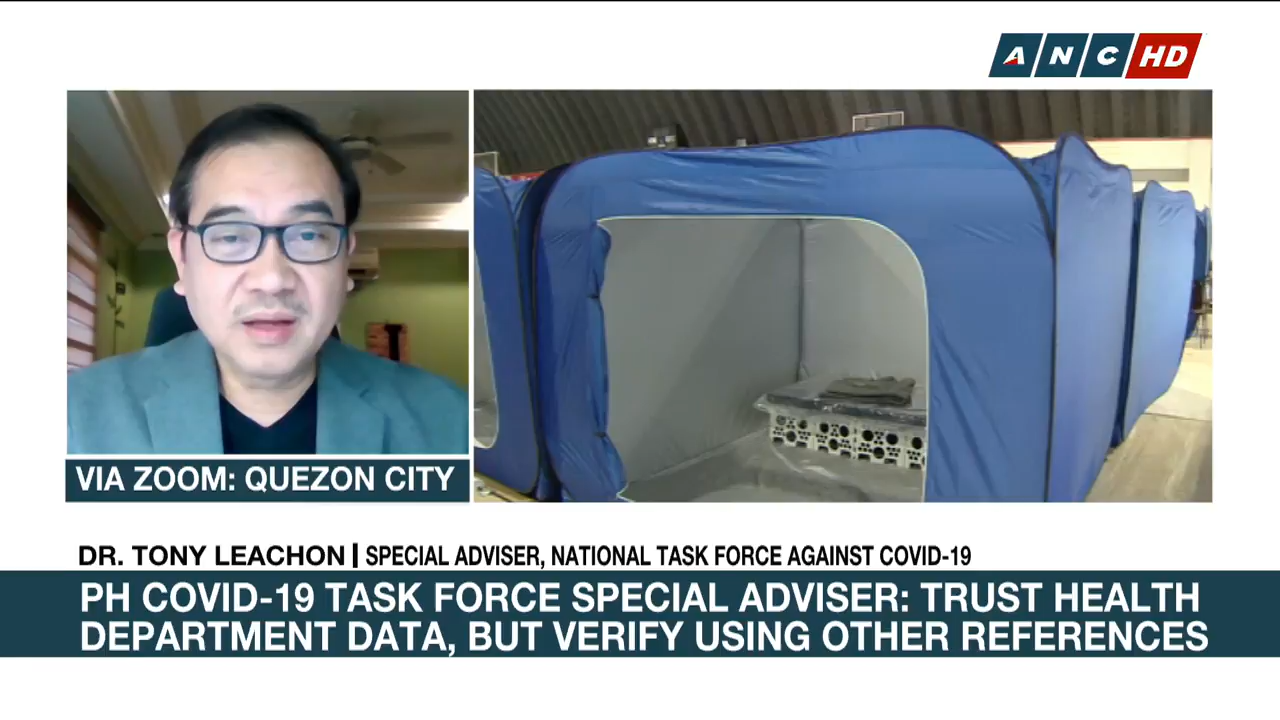 ANC HD
VIA ZOOM: QUEZON CITY
DR. TONY LEACHON | SPECIAL ADVISER, NATIONAL TASK FORCE AGAINST COVID-19
PH COVID-19 TASK FORCE SPECIAL ADVISER: TRUST HEALTH
DEPARTMENT DATA, BUT VERIFY USING OTHER REFERENCES